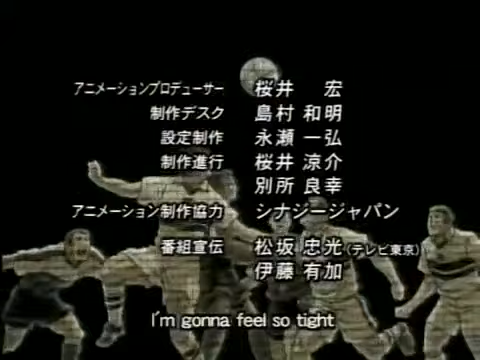 アニメーションプロデューサー 桜井 宏
制作デスク 島村 和明
設定制作 永瀬 一弘
制作進行 桜井 涼介
別所 良幸
アニメーション制作協力 シナジージャパン
番組宣伝 松坂 忠光(テレビ東京)
伊藤 有加
I'm gonna feel so tight